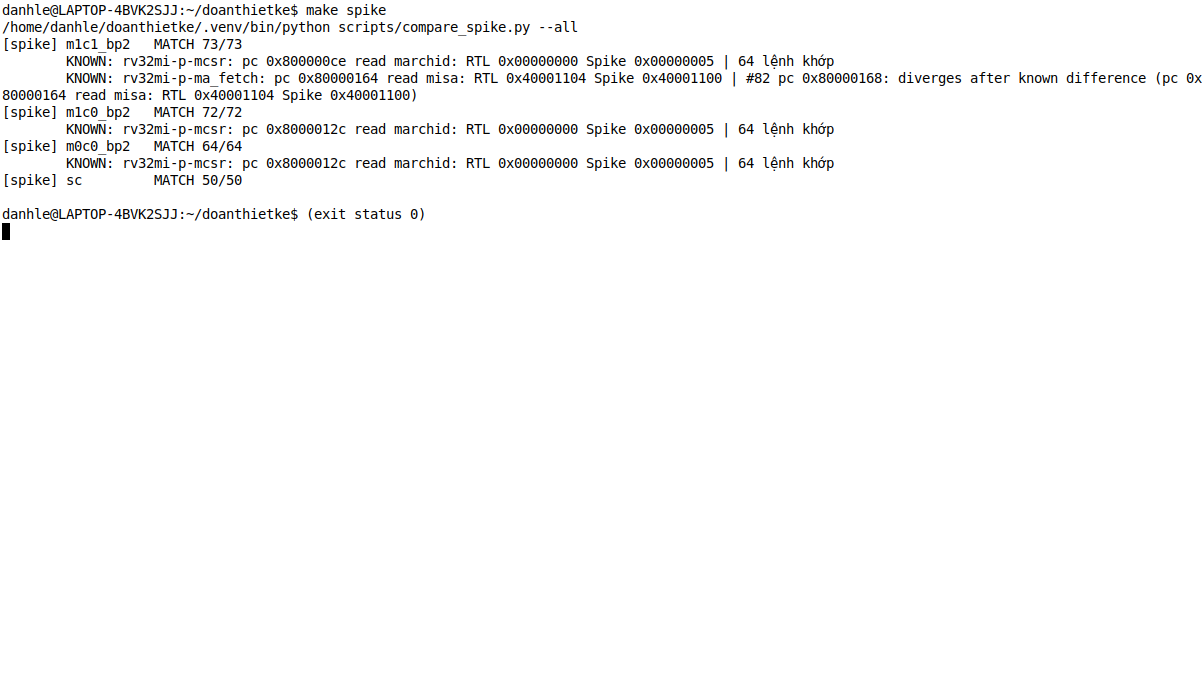 danhle@LAPTOP-4BVK2SJJ:~/doanthietke$ make spike
/home/danhle/doanthietke/.venv/bin/python scripts/compare_spike.py --all
[spike] m1c1_bp2   MATCH 73/73
        KNOWN: rv32mi-p-mcsr: pc 0x800000ce read marchid: RTL 0x00000000 Spike 0x00000005 | 64 lệnh khớp
        KNOWN: rv32mi-p-ma_fetch: pc 0x80000164 read misa: RTL 0x40001104 Spike 0x40001100 | #82 pc 0x80000168: diverges after known difference (pc 0x
80000164 read misa: RTL 0x40001104 Spike 0x40001100)
[spike] m1c0_bp2   MATCH 72/72
        KNOWN: rv32mi-p-mcsr: pc 0x8000012c read marchid: RTL 0x00000000 Spike 0x00000005 | 64 lệnh khớp
[spike] m0c0_bp2   MATCH 64/64
        KNOWN: rv32mi-p-mcsr: pc 0x8000012c read marchid: RTL 0x00000000 Spike 0x00000005 | 64 lệnh khớp
[spike] sc         MATCH 50/50
danhle@LAPTOP-4BVK2SJJ:~/doanthietke$ (exit status 0)